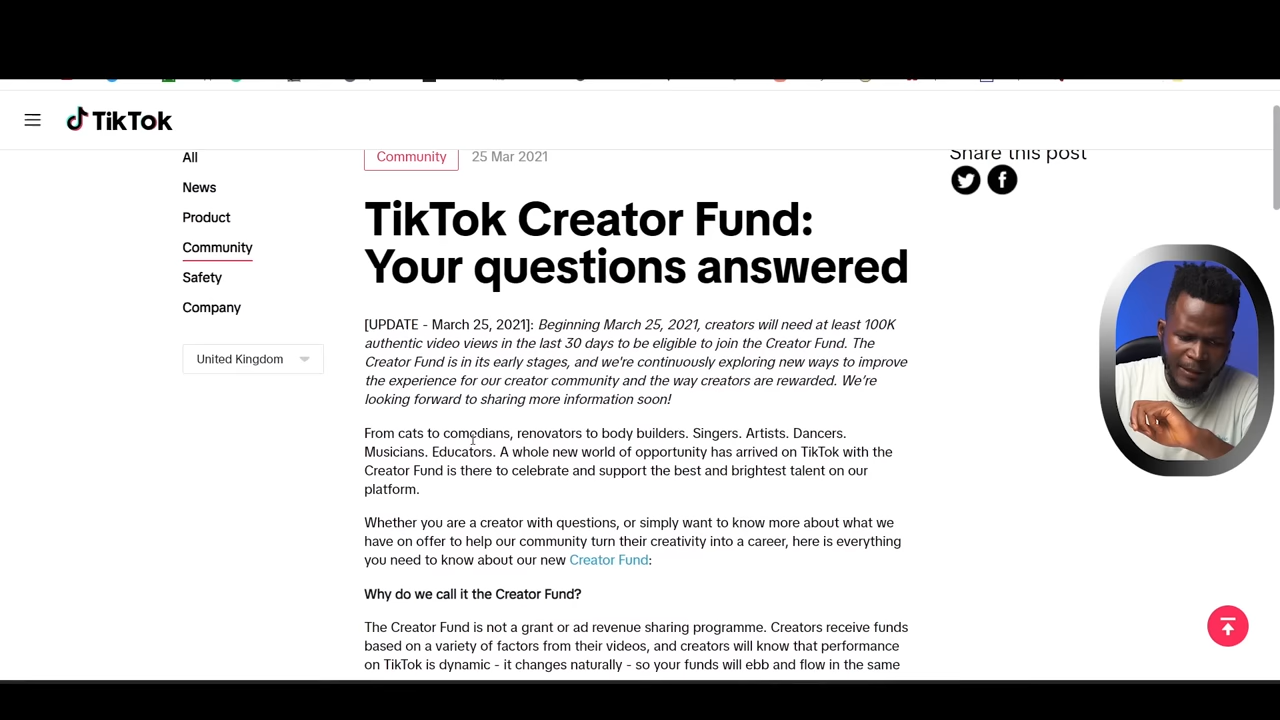 TikTok
Share this post
All
Community
25 Mar 2021
News
Product
Community
Safety
Company
United Kingdom
TikTok Creator Fund:
Your questions answered
[UPDATE - March 25, 2021]: Beginning March 25, 2021, creators will need at least 100K
authentic video views in the last 30 days to be eligible to join the Creator Fund. The
Creator Fund is in its early stages, and we're continuously exploring new ways to improve
the experience for our creator community and the way creators are rewarded. We're
looking forward to sharing more information soon!
From cats to comedians, renovators to body builders. Singers. Artists. Dancers.
Musicians. Educators. A whole new world of opportunity has arrived on TikTok with the
Creator Fund is there to celebrate and support the best and brightest talent on our
platform.
Whether you are a creator with questions, or simply want to know more about what we
have on offer to help our community turn their creativity into a career, here is everything
you need to know about our new Creator Fund:
Why do we call it the Creator Fund?
The Creator Fund is not a grant or ad revenue sharing programme. Creators receive funds
based on a variety of factors from their videos, and creators will know that performance
on TikTok is dynamic - it changes naturally - so your funds will ebb and flow in the same